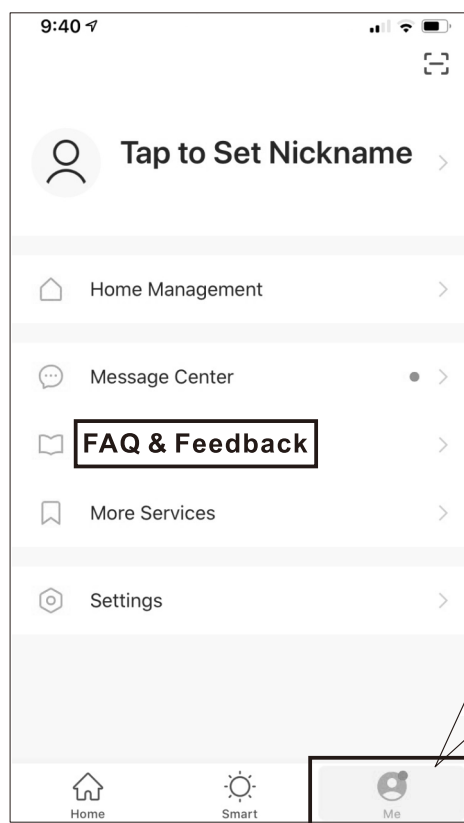 9:40
Tap to Set Nickname
Home Management
Message Center
FAQ & Feedback
More Services
Settings
Home Smart Me